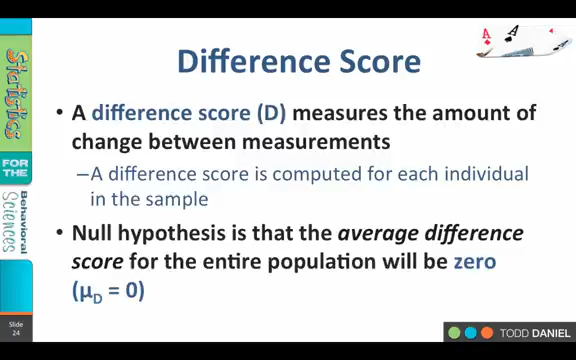 Difference Score
• A difference score (D) measures the amount of
change between measurements
–A difference score is computed for each individual
in the sample
• Null hypothesis is that the average difference
score for the entire population will be zero
(μD = 0)
Statistics
FOR THE
Behavioral
Sciences
Slide
24
A
A
TODD DANIEL